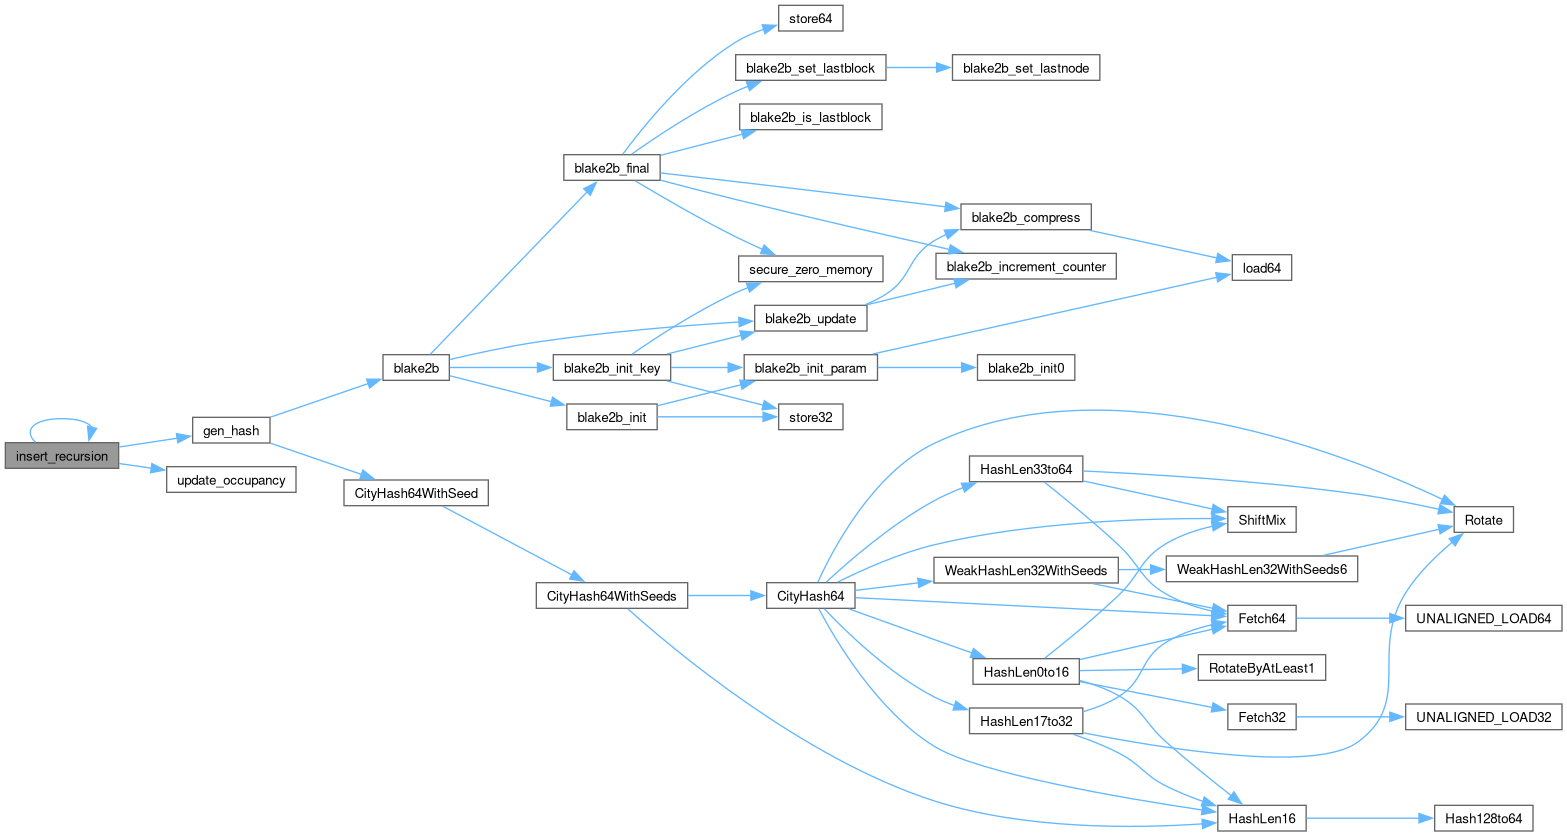 store64
blake2b_set_lastblock
blake2b_set_lastnode
blake2b_is_lastblock
blake2b_final
blake2b_compress
secure_zero_memory
blake2b_increment_counter
load64
blake2b_update
blake2b
blake2b_init_key
blake2b_init_param
blake2b_init0
blake2b_init
store32
gen_hash
insert_recursion
update_occupancy
HashLen33to64
CityHash64WithSeed
ShiftMix
Rotate
WeakHashLen32WithSeeds
WeakHashLen32WithSeeds6
CityHash64WithSeeds
CityHash64
Fetch64
UNALIGNED_LOAD64
HashLen0to16
RotateByAtLeast1
HashLen17to32
Fetch32
UNALIGNED_LOAD32
HashLen16
Hash128to64